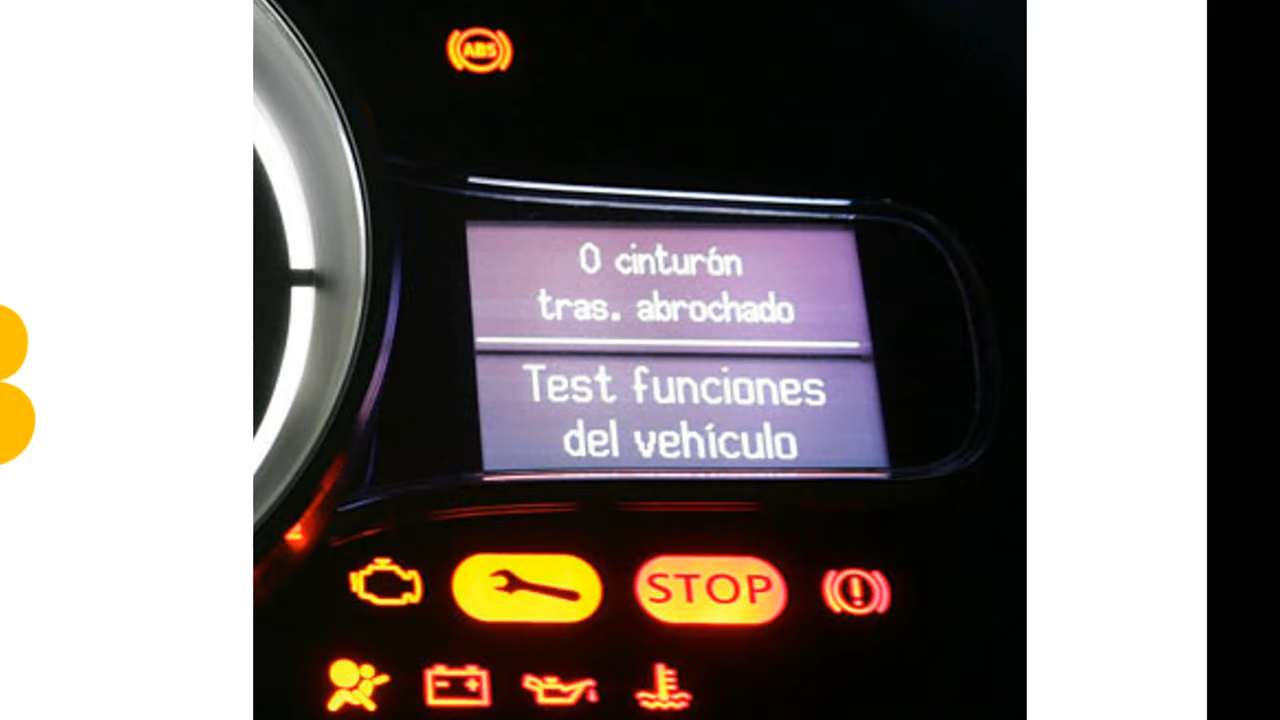 ABS
0 cinturón
tras. abrochado
Test funciones
del vehículo
STOP